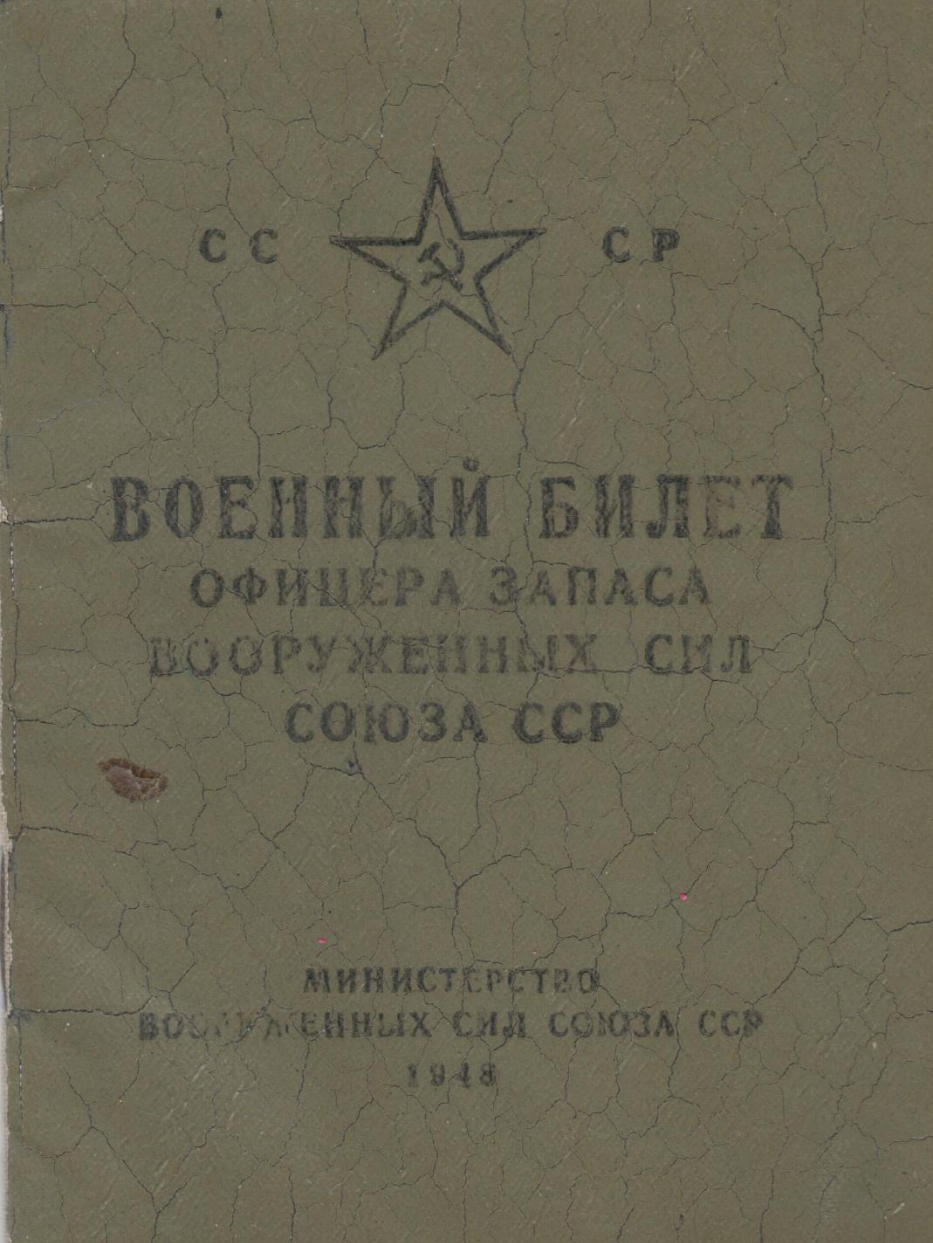 СС СР
ВОЕННЫЙ БИЛЕТ
ОФИЦЕРА ЗАПАСА
ВООРУЖЕННЫХ СИЛ
СОЮЗА ССР
МИНИСТЕРСТВО
ВООРУЖЕННЫХ СИЛ СОЮЗА ССР
1948